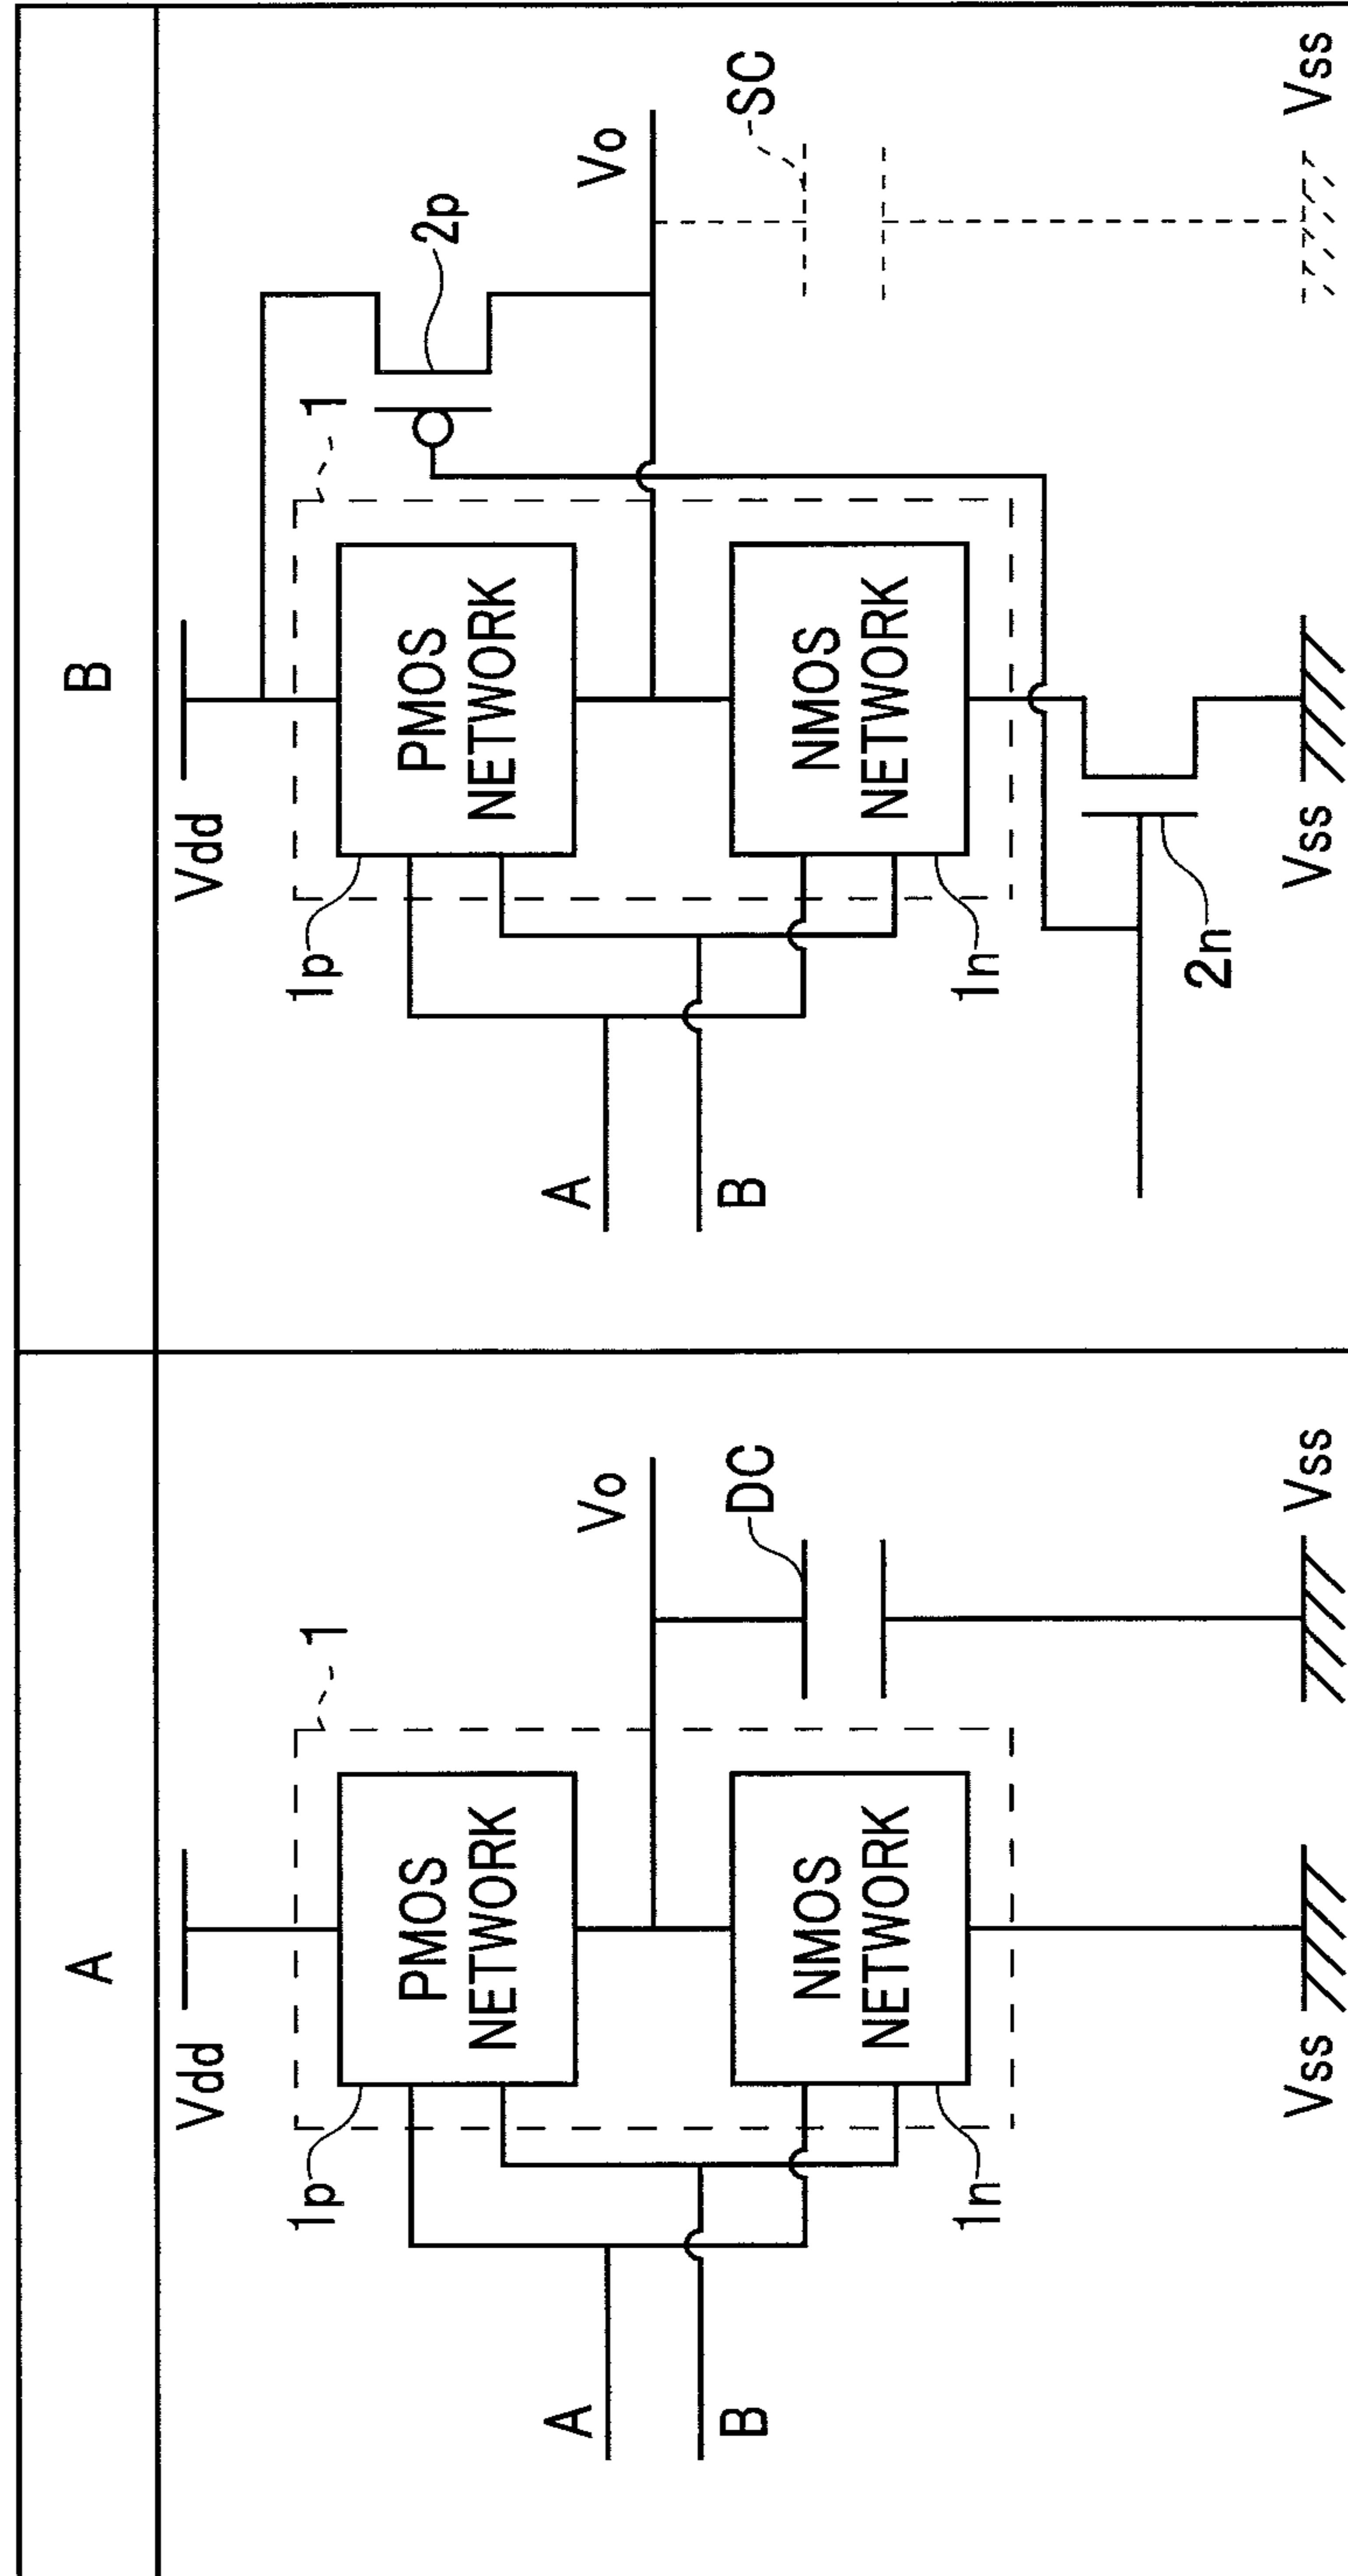 A
B
Vdd
1
1p
PMOS
NETWORK
Vo
A
B
DC
NMOS
NETWORK
1n
Vss
Vss
Vdd
1
1p
PMOS
NETWORK
2p
Vo
A
B
SC
NMOS
NETWORK
1n
2n
Vss
Vss